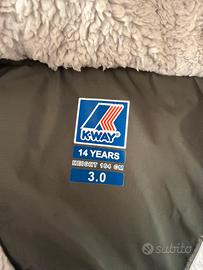 K-WAY®
14 YEARS
HEIGHT 164 CM
3.0
subito